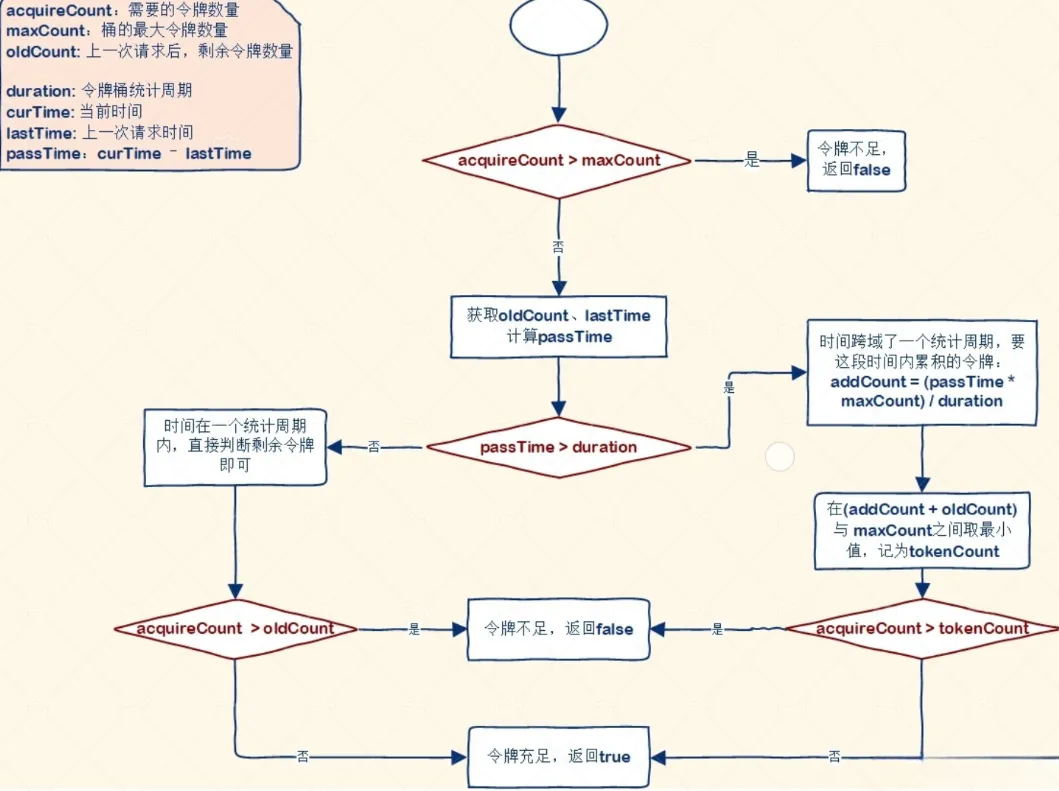 acquireCount：需要的令牌数量
maxCount：桶的最大令牌数量
oldCount: 上一次请求后，剩余令牌数量
duration: 令牌桶统计周期
curTime: 当前时间
lastTime: 上一次请求时间
passTime：curTime - lastTime
acquireCount > maxCount
是
令牌不足，
返回false
否
获取oldCount、lastTime
计算passTime
passTime > duration
是
时间跨域了一个统计周期，要
这段时间内累积的令牌：
addCount = (passTime *
maxCount) / duration
否
时间在一个统计周期
内，直接判断剩余令牌
即可
在(addCount + oldCount)
与 maxCount之间取最小
值，记为tokenCount
acquireCount > oldCount
是
令牌不足，返回false
是
acquireCount > tokenCount
否
令牌充足，返回true
否